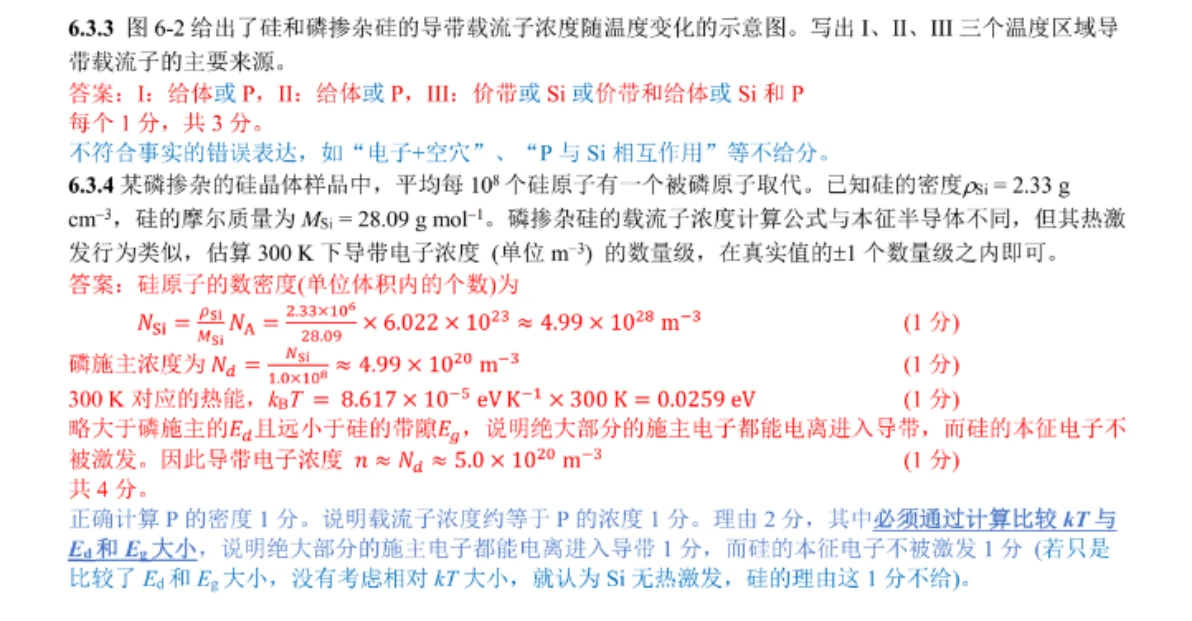 6.3.3 图 6-2 给出了硅和磷掺杂硅的导带载流子浓度随温度变化的示意图。写出 I、II、III 三个温度区域导
带载流子的主要来源。
答案：I：给体或 P，II：给体或 P，III：价带或 Si 或价带和给体或 Si 和 P
每个 1 分，共 3 分。
不符合事实的错误表达，如“电子+空穴”、“P 与 Si 相互作用”等不给分。
6.3.4 某磷掺杂的硅晶体样品中，平均每 10⁸ 个硅原子有一个被磷原子取代。已知硅的密度ρSi = 2.33 g
cm⁻³，硅的摩尔质量为 MSi = 28.09 g mol⁻¹。磷掺杂硅的载流子浓度计算公式与本征半导体不同，但其热激
发行为类似，估算 300 K 下导带电子浓度 (单位 m⁻³) 的数量级，在真实值的±1 个数量级之内即可。
答案：硅原子的数密度(单位体积内的个数)为
N_Si = ρ_Si/M_Si N_A = 2.33×10⁶/28.09 × 6.022 × 10²³ ≈ 4.99 × 10²⁸ m⁻³ (1 分)
磷施主浓度为 N_d = N_Si/1.0×10⁸ ≈ 4.99 × 10²⁰ m⁻³ (1 分)
300 K 对应的热能，k_BT = 8.617 × 10⁻⁵ eV K⁻¹ × 300 K = 0.0259 eV (1 分)
略大于磷施主的E_d且远小于硅的带隙E_g，说明绝大部分的施主电子都能电离进入导带，而硅的本征电子不
被激发。因此导带电子浓度 n ≈ N_d ≈ 5.0 × 10²⁰ m⁻³ (1 分)
共 4 分。
正确计算 P 的密度 1 分。说明载流子浓度约等于 P 的浓度 1 分。理由 2 分，其中必须通过计算比较 kT 与
E_d 和 E_g 大小，说明绝大部分的施主电子都能电离进入导带 1 分，而硅的本征电子不被激发 1 分 (若只是
比较了 E_d 和 E_g 大小，没有考虑相对 kT 大小，就认为 Si 无热激发，硅的理由这 1 分不给)。